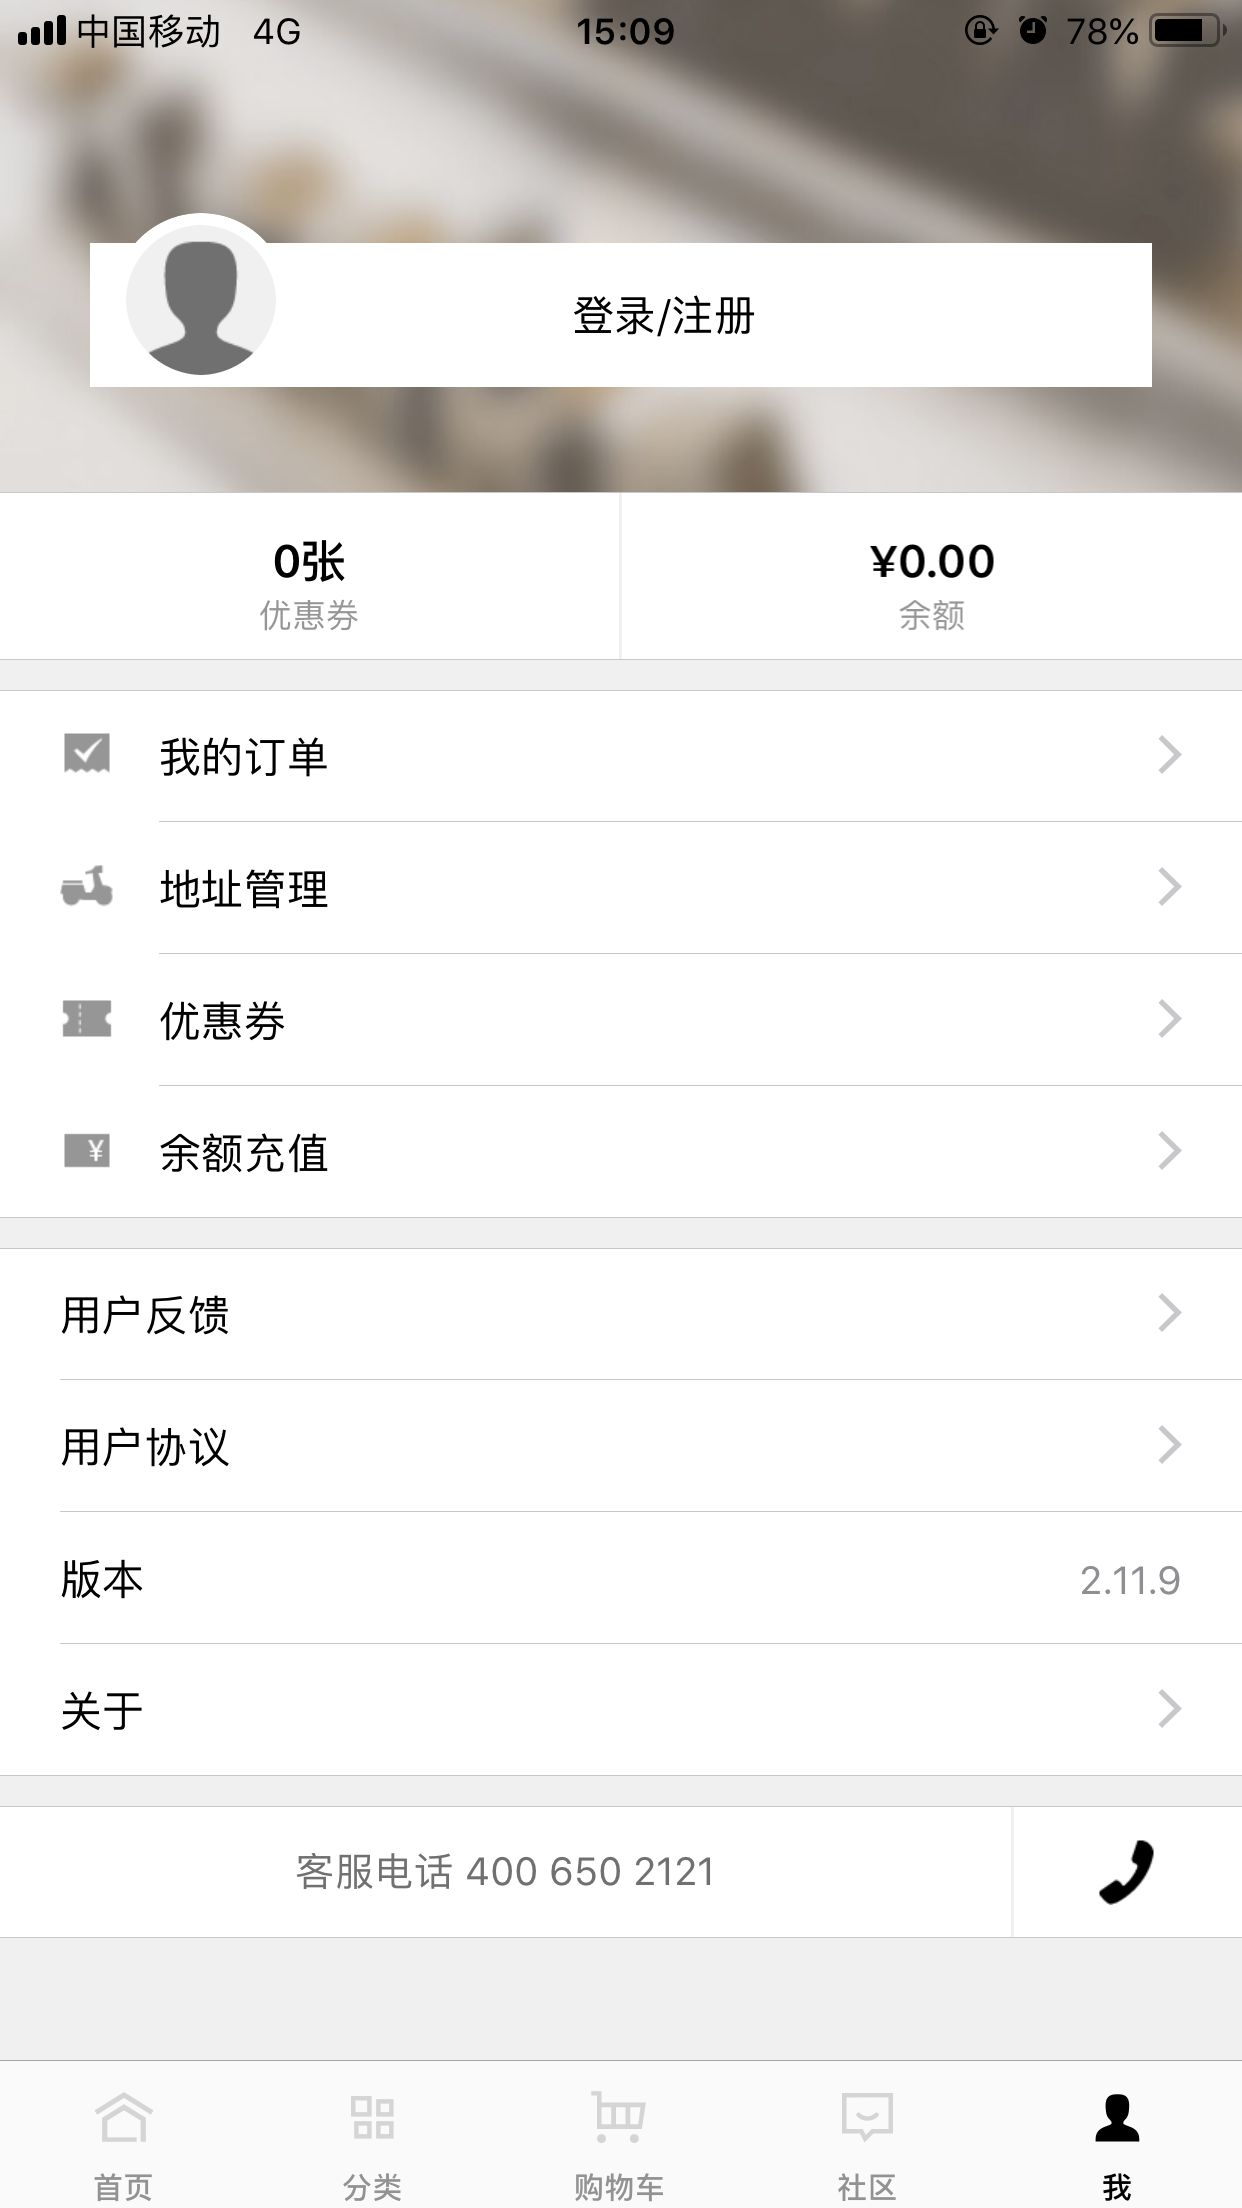 中国移动 4G 15:09 78%
登录/注册
0张 ¥0.00
优惠券 余额
我的订单
地址管理
优惠券
¥ 余额充值
用户反馈
用户协议
版本 2.11.9
关于
客服电话 400 650 2121
首页 分类 购物车 社区 我